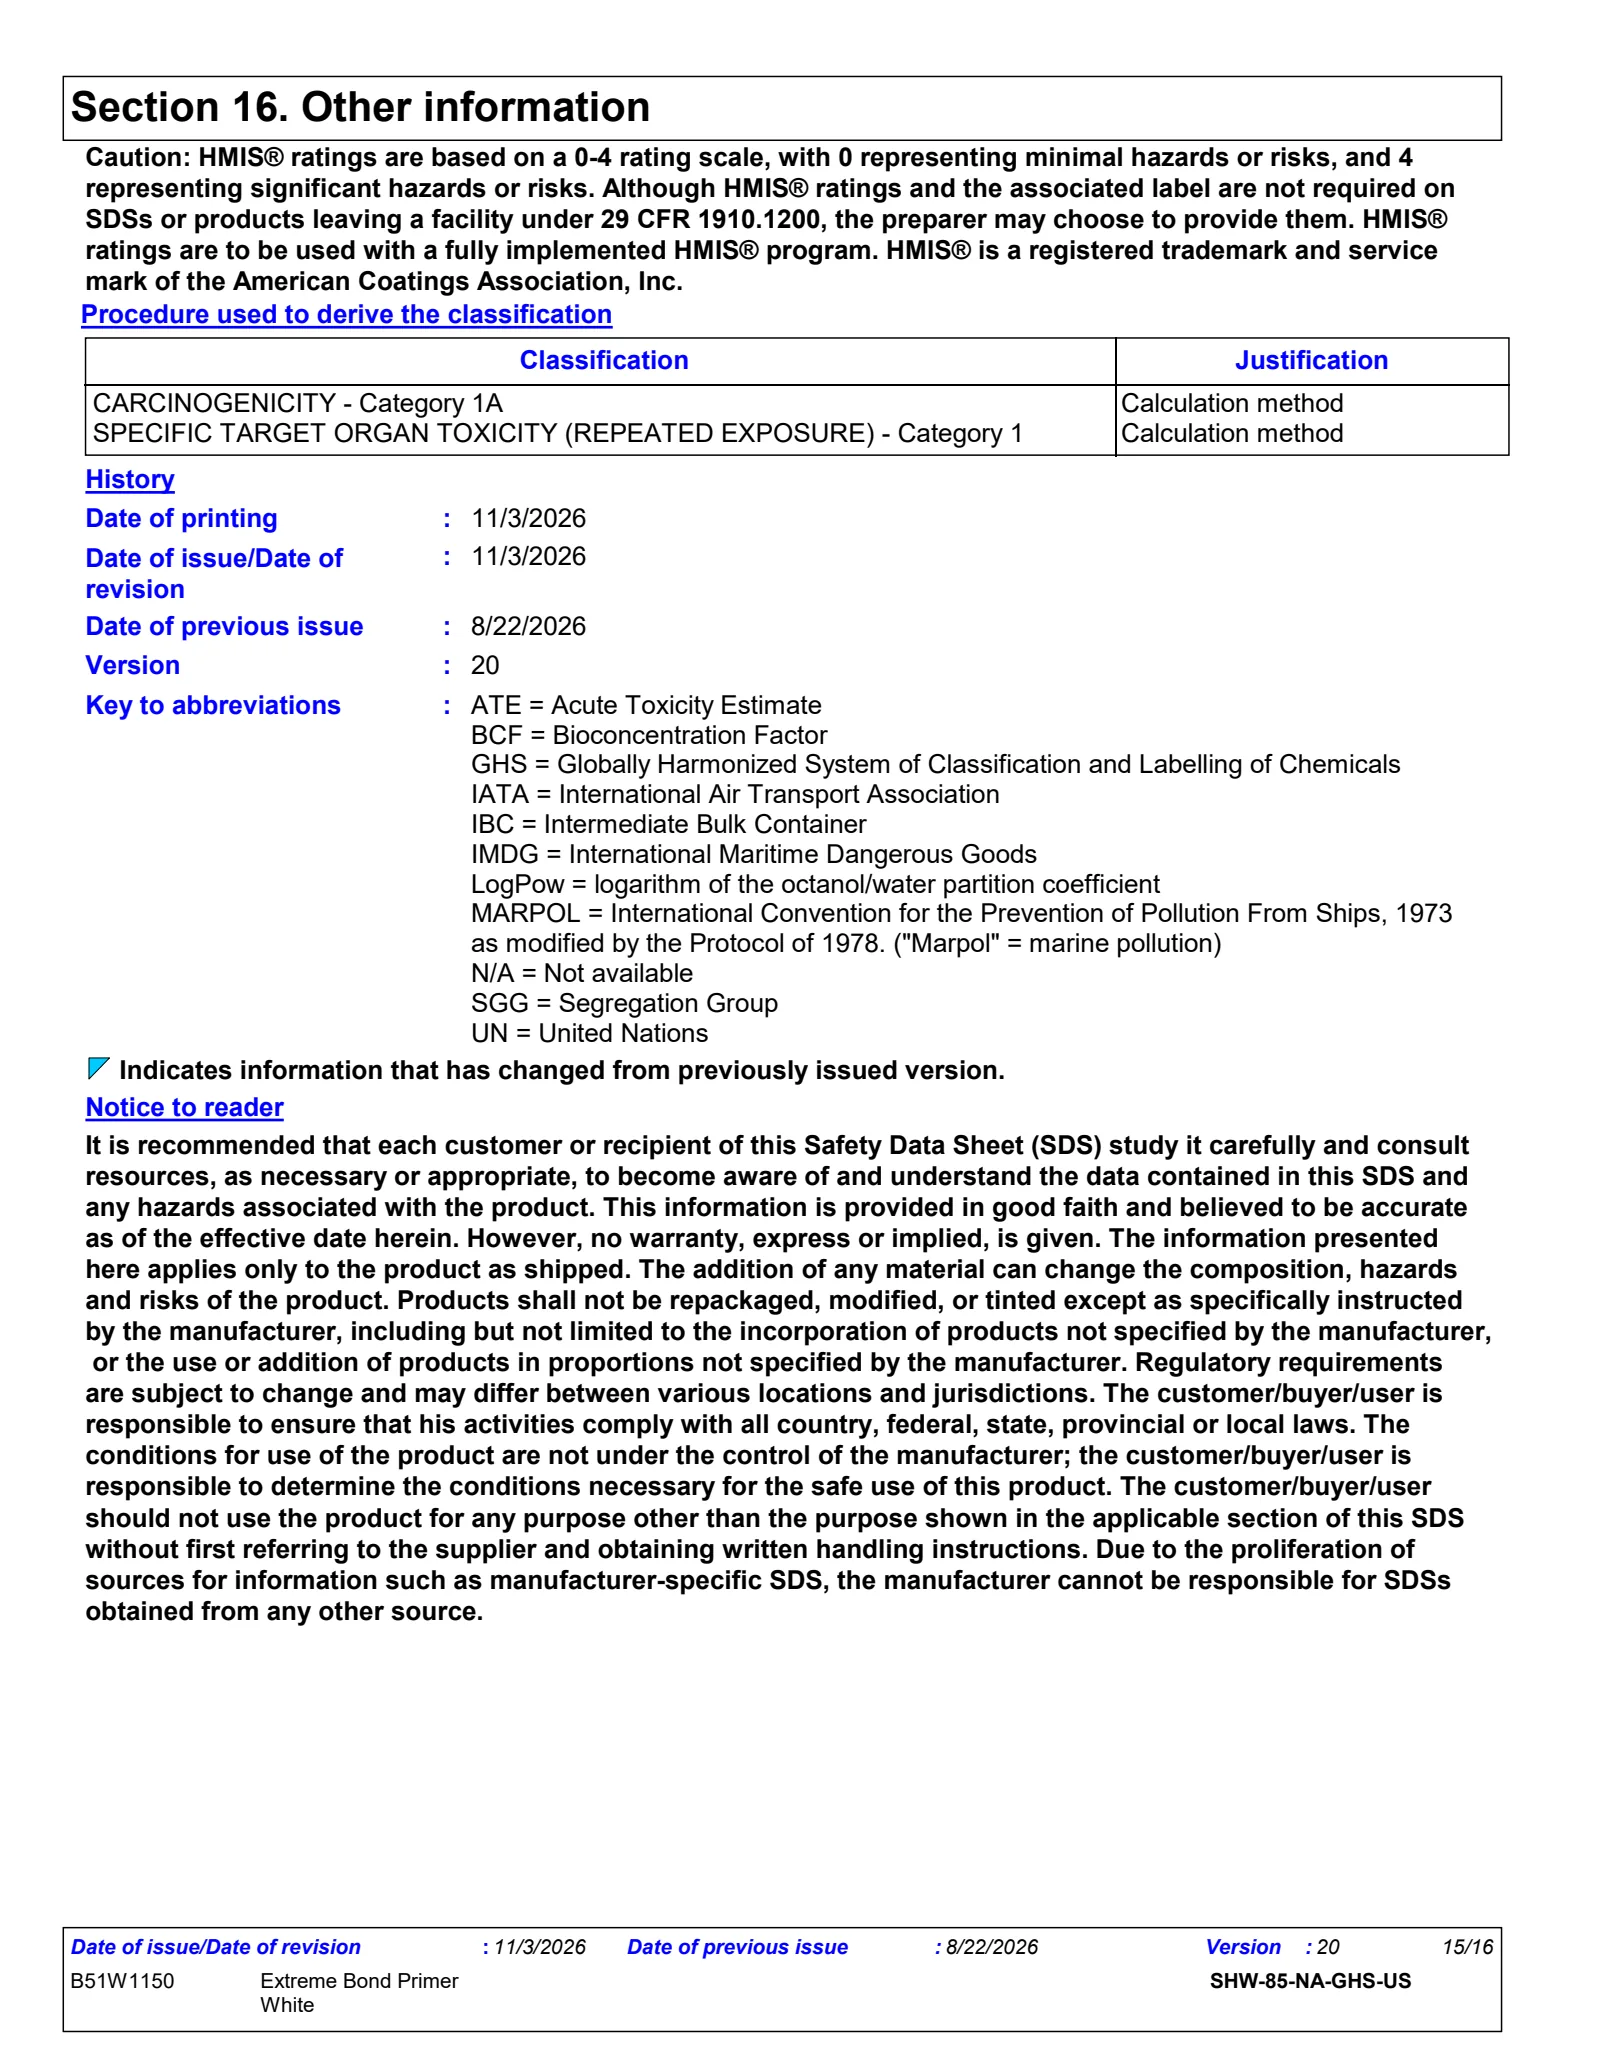 Section 16. Other information
Caution: HMIS® ratings are based on a 0-4 rating scale, with 0 representing minimal hazards or risks, and 4
representing significant hazards or risks. Although HMIS® ratings and the associated label are not required on
SDSs or products leaving a facility under 29 CFR 1910.1200, the preparer may choose to provide them. HMIS®
ratings are to be used with a fully implemented HMIS® program. HMIS® is a registered trademark and service
mark of the American Coatings Association, Inc.
Procedure used to derive the classification
Classification Justification
CARCINOGENICITY - Category 1A Calculation method
SPECIFIC TARGET ORGAN TOXICITY (REPEATED EXPOSURE) - Category 1 Calculation method
History
Date of printing : 11/3/2026
Date of issue/Date of : 11/3/2026
revision
Date of previous issue : 8/22/2026
Version : 20
Key to abbreviations : ATE = Acute Toxicity Estimate
BCF = Bioconcentration Factor
GHS = Globally Harmonized System of Classification and Labelling of Chemicals
IATA = International Air Transport Association
IBC = Intermediate Bulk Container
IMDG = International Maritime Dangerous Goods
LogPow = logarithm of the octanol/water partition coefficient
MARPOL = International Convention for the Prevention of Pollution From Ships, 1973
as modified by the Protocol of 1978. ("Marpol" = marine pollution)
N/A = Not available
SGG = Segregation Group
UN = United Nations
Indicates information that has changed from previously issued version.
Notice to reader
It is recommended that each customer or recipient of this Safety Data Sheet (SDS) study it carefully and consult
resources, as necessary or appropriate, to become aware of and understand the data contained in this SDS and
any hazards associated with the product. This information is provided in good faith and believed to be accurate
as of the effective date herein. However, no warranty, express or implied, is given. The information presented
here applies only to the product as shipped. The addition of any material can change the composition, hazards
and risks of the product. Products shall not be repackaged, modified, or tinted except as specifically instructed
by the manufacturer, including but not limited to the incorporation of products not specified by the manufacturer,
or the use or addition of products in proportions not specified by the manufacturer. Regulatory requirements
are subject to change and may differ between various locations and jurisdictions. The customer/buyer/user is
responsible to ensure that his activities comply with all country, federal, state, provincial or local laws. The
conditions for use of the product are not under the control of the manufacturer; the customer/buyer/user is
responsible to determine the conditions necessary for the safe use of this product. The customer/buyer/user
should not use the product for any purpose other than the purpose shown in the applicable section of this SDS
without first referring to the supplier and obtaining written handling instructions. Due to the proliferation of
sources for information such as manufacturer-specific SDS, the manufacturer cannot be responsible for SDSs
obtained from any other source.
Date of issue/Date of revision : 11/3/2026 Date of previous issue : 8/22/2026 Version : 20 15/16
B51W1150 Extreme Bond Primer SHW-85-NA-GHS-US
White